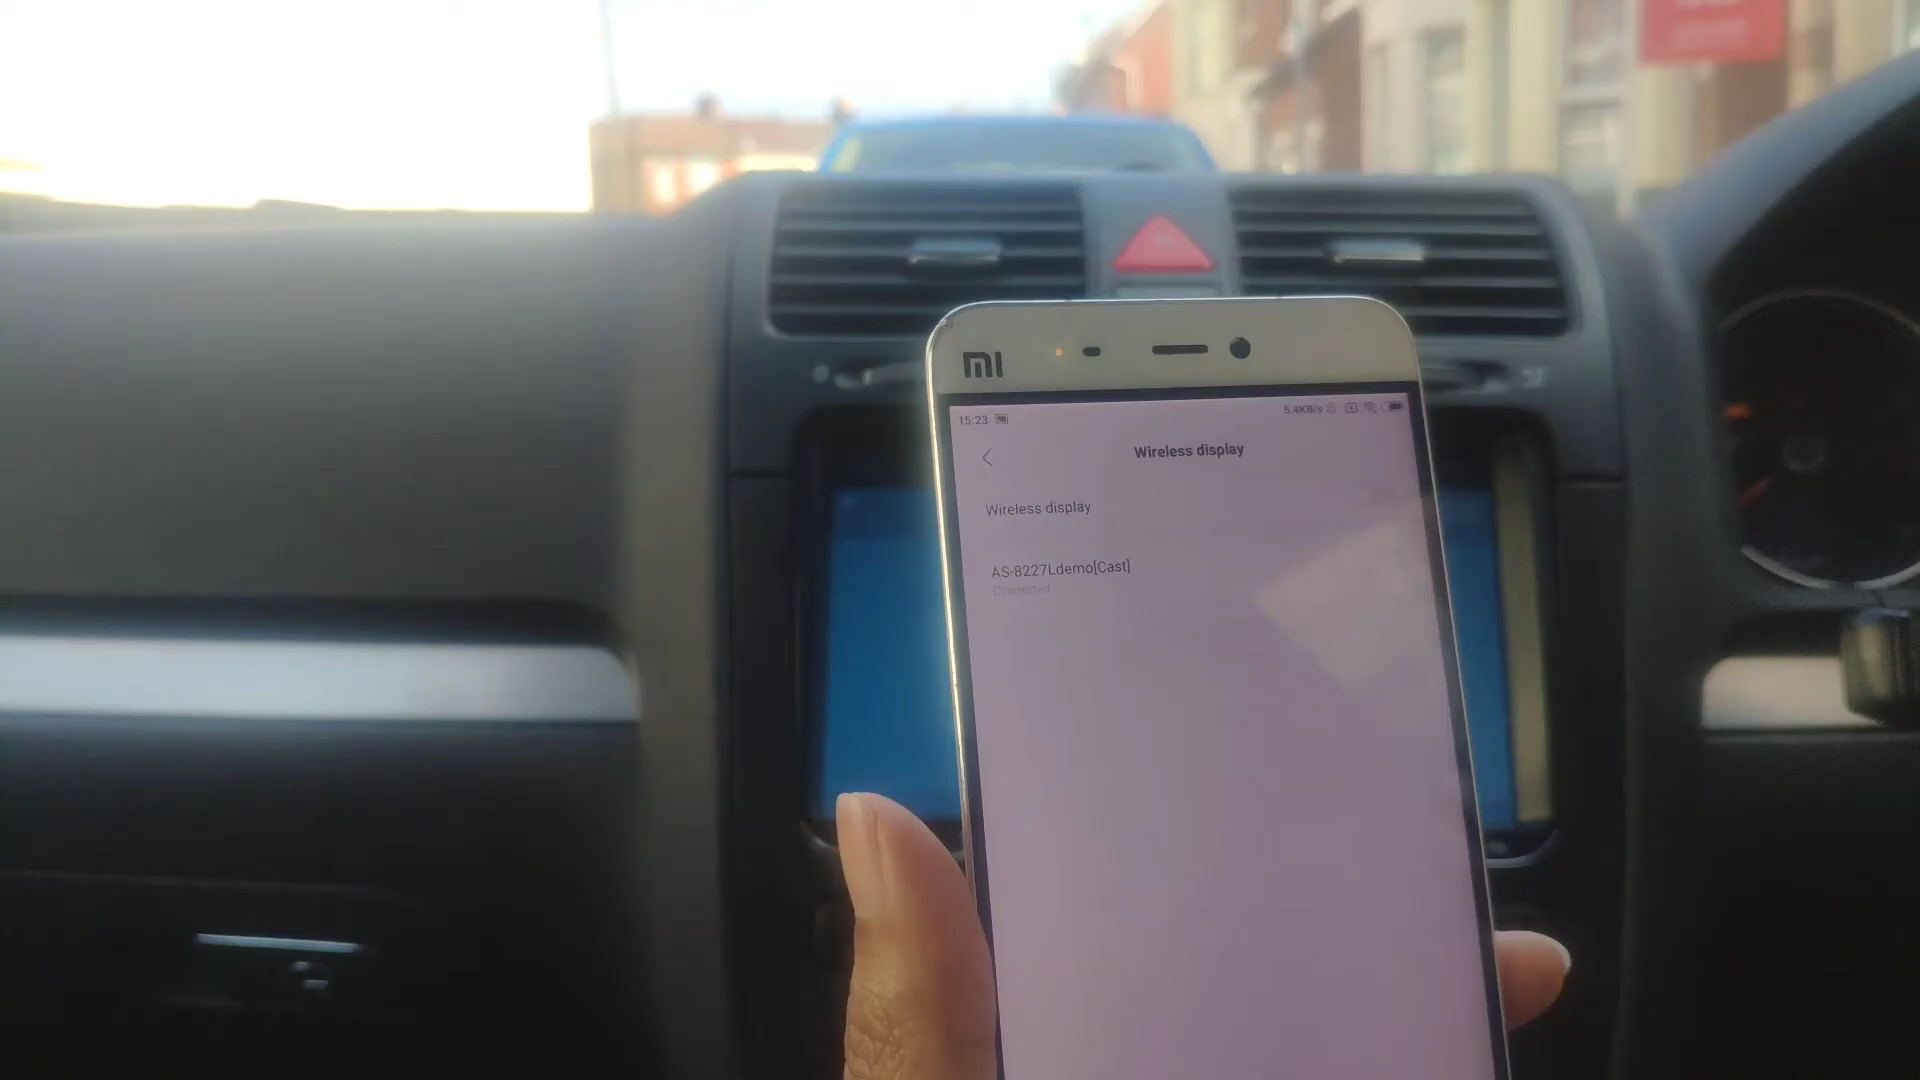 mi
15:23 5.4KB/s
Wireless display
Wireless display
AS-8227Ldemo[Cast]
Connected